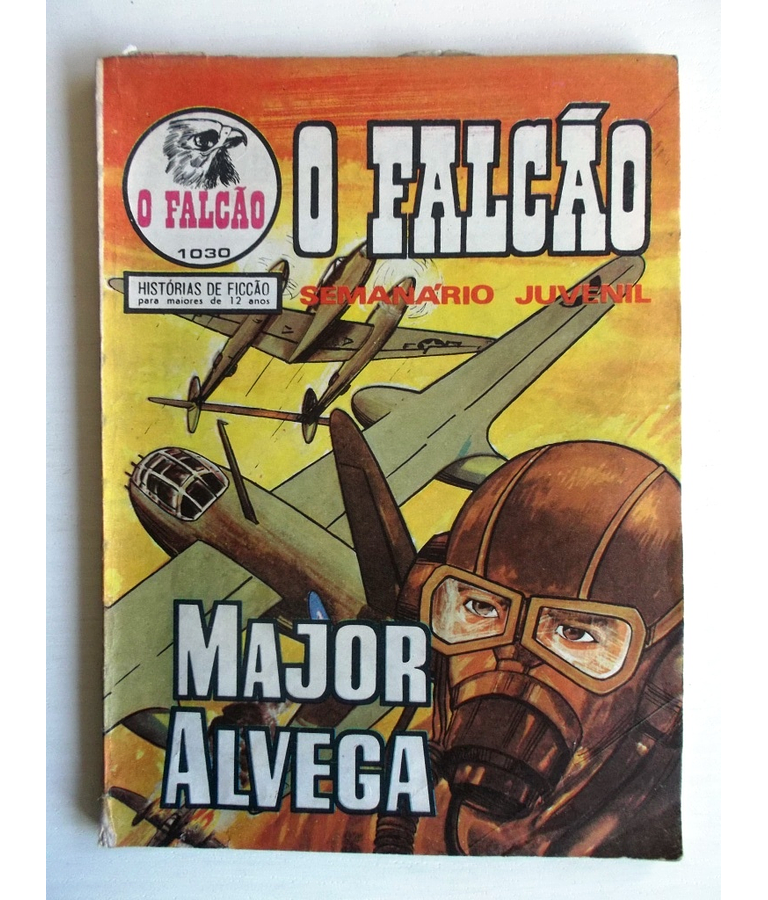 O FALCÃO
1030
O FALCÃO
HISTÓRIAS DE FICÇÃO
para maiores de 12 anos
SEMANÁRIO JUVENIL
MAJOR
ALVEGA